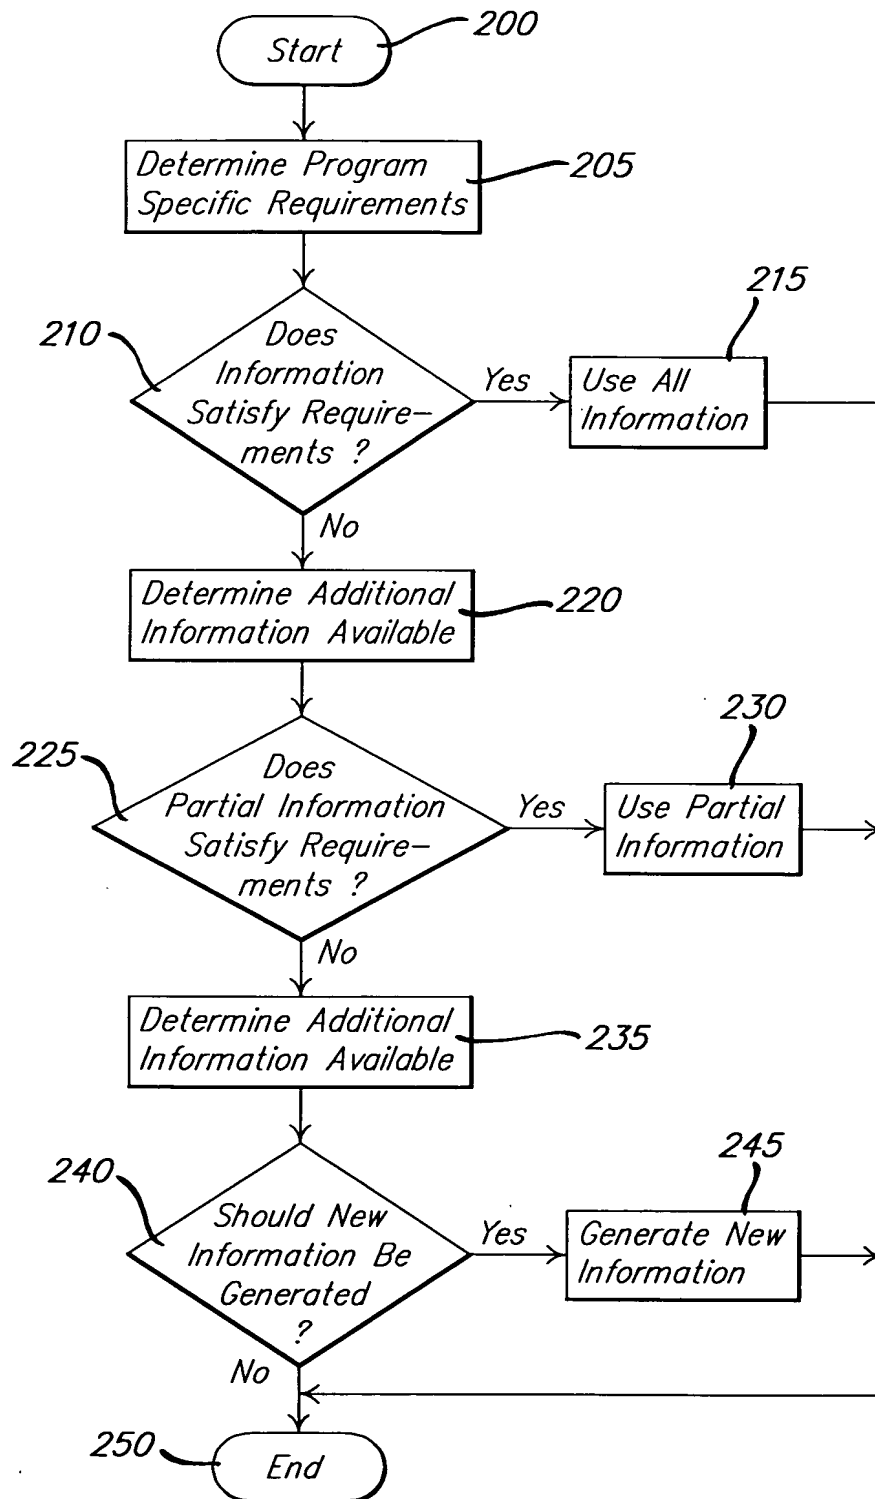 Start
200
Determine Program
Specific Requirements
205
210
Does
Information
Satisfy Require-
ments ?
Yes
215
Use All
Information
No
Determine Additional
Information Available
220
225
Does
Partial Information
Satisfy Require-
ments ?
Yes
230
Use Partial
Information
No
Determine Additional
Information Available
235
240
Should New
Information Be
Generated
?
Yes
245
Generate New
Information
No
250
End